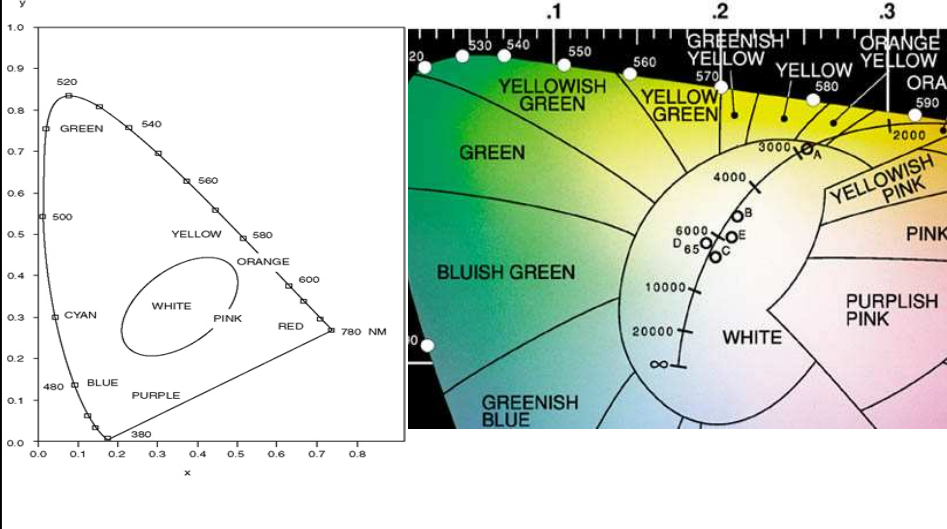 y
1.0
0.9
520
0.8
540
GREEN
0.7
560
0.6
500
YELLOW
580
0.5
ORANGE
0.4
600
WHITE
0.3
CYAN
PINK
RED
780 NM
0.2
480
BLUE
PURPLE
0.1
0.0
380
0.0
0.1
0.2
0.3
0.4
0.5
0.6
0.7
0.8
x
.1
.2
.3
20
530
540
550
560
570
580
590
GREENISH
YELLOW
YELLOW
ORANGE
YELLOW
ORA
YELLOWISH
GREEN
YELLOW
GREEN
GREEN
3000
A
2000
4000
YELLOWISH
PINK
B
6000
D 65
E
C
PINK
BLUISH GREEN
10000
PURPLISH
PINK
20000
WHITE
∞
GREENISH
BLUE